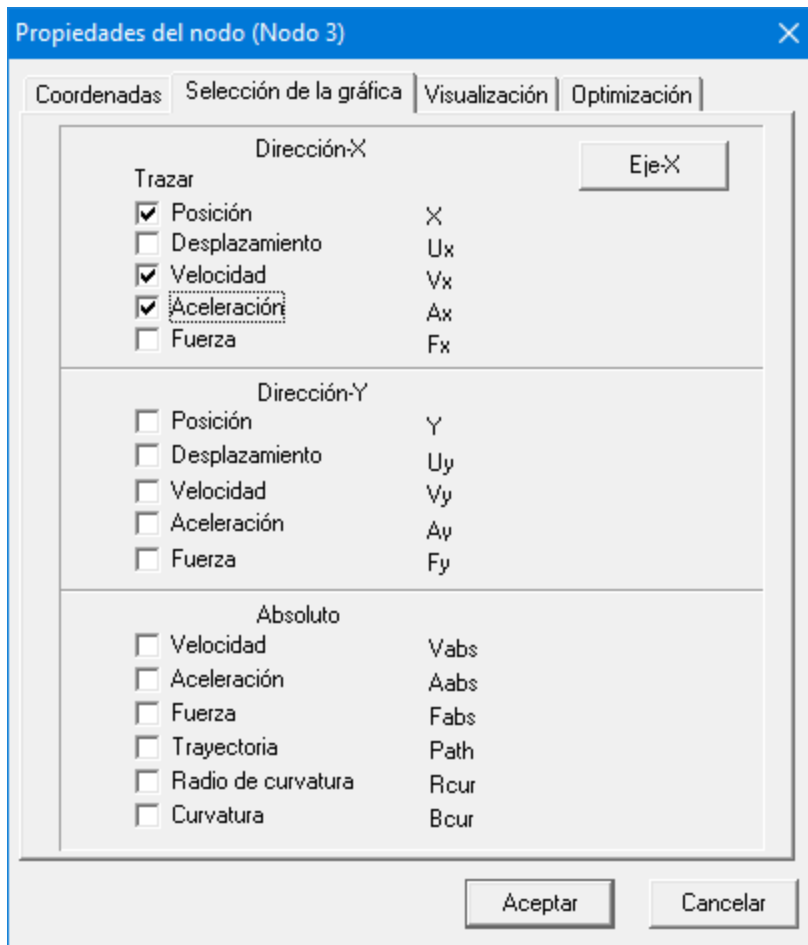 Propiedades del nodo (Nodo 3)
Coordenadas Selección de la gráfica Visualización Optimización
Dirección-X
Eje-X
Trazar
Posición X
Desplazamiento Ux
Velocidad Vx
Aceleración Ax
Fuerza Fx
Dirección-Y
Posición Y
Desplazamiento Uy
Velocidad Vy
Aceleración Ay
Fuerza Fy
Absoluto
Velocidad Vabs
Aceleración Aabs
Fuerza Fabs
Trayectoria Path
Radio de curvatura Rcur
Curvatura Bcur
Aceptar Cancelar